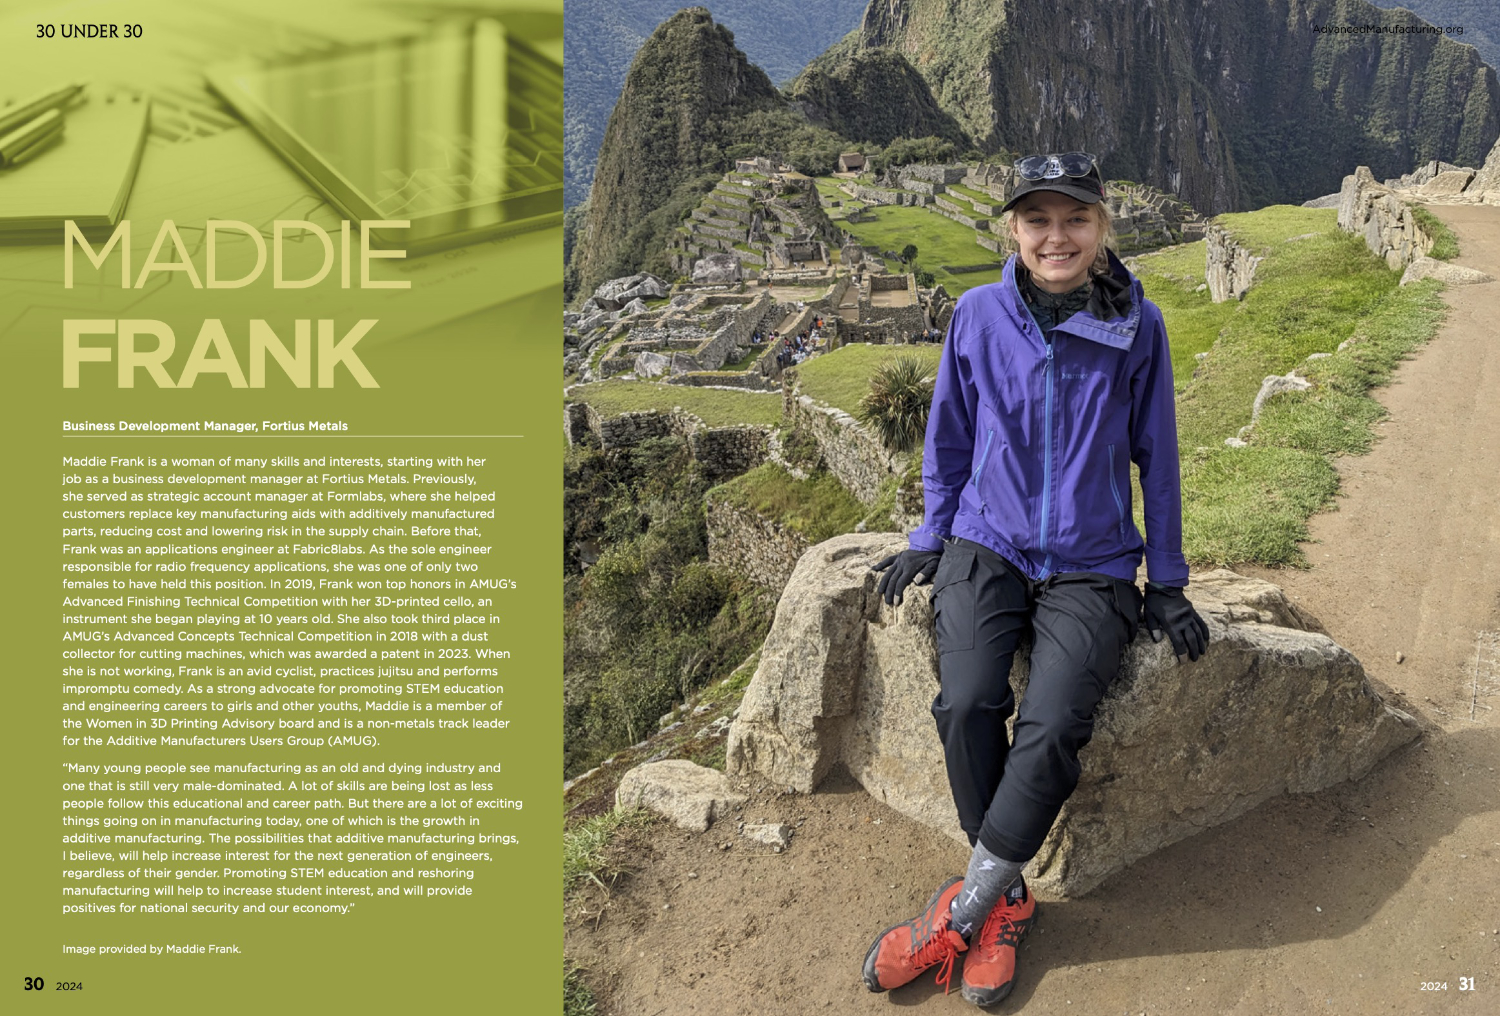 30 UNDER 30
AdvancedManufacturing.org
MADDIE
FRANK
Business Development Manager, Fortius Metals
Maddie Frank is a woman of many skills and interests, starting with her
job as a business development manager at Fortius Metals. Previously,
she served as strategic account manager at Formlabs, where she helped
customers replace key manufacturing aids with additively manufactured
parts, reducing cost and lowering risk in the supply chain. Before that,
Frank was an applications engineer at Fabric8labs. As the sole engineer
responsible for radio frequency applications, she was one of only two
females to have held this position. In 2019, Frank won top honors in AMUG’s
Advanced Finishing Technical Competition with her 3D-printed cello, an
instrument she began playing at 10 years old. She also took third place in
AMUG’s Advanced Concepts Technical Competition in 2018 with a dust
collector for cutting machines, which was awarded a patent in 2023. When
she is not working, Frank is an avid cyclist, practices jujitsu and performs
impromptu comedy. As a strong advocate for promoting STEM education
and engineering careers to girls and other youths, Maddie is a member of
the Women in 3D Printing Advisory board and is a non-metals track leader
for the Additive Manufacturers Users Group (AMUG).
“Many young people see manufacturing as an old and dying industry and
one that is still very male-dominated. A lot of skills are being lost as less
people follow this educational and career path. But there are a lot of exciting
things going on in manufacturing today, one of which is the growth in
additive manufacturing. The possibilities that additive manufacturing brings,
I believe, will help increase interest for the next generation of engineers,
regardless of their gender. Promoting STEM education and reshoring
manufacturing will help to increase student interest, and will provide
positives for national security and our economy.”
Image provided by Maddie Frank.
30 2024
2024 31